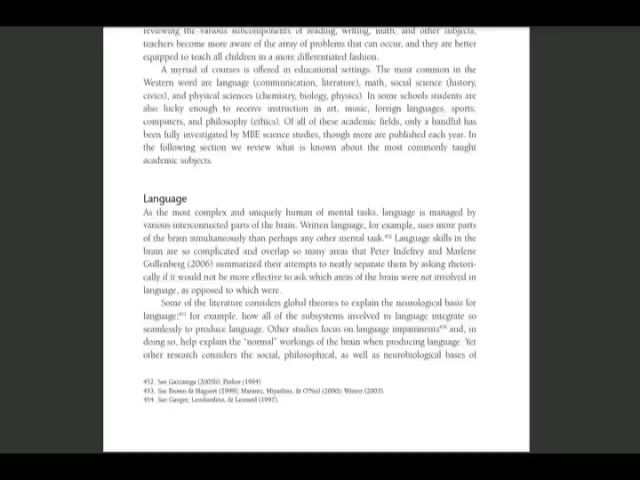 reviewing the various subcomponents of reading, writing, math, and other subjects,
teachers become more aware of the array of problems that can occur, and they are better
equipped to teach all children in a more differentiated fashion.
A myriad of courses is offered in educational settings. The most common in the
Western word are language (communication, literature), math, social science (history,
civics), and physical sciences (chemistry, biology, physics). In some schools students are
also lucky enough to receive instruction in art, music, foreign languages, sports,
computers, and philosophy (ethics). Of all of these academic fields, only a handful has
been fully investigated by MBE science studies, though more are published each year. In
the following section we review what is known about the most commonly taught
academic subjects.
Language
As the most complex and uniquely human of mental tasks, language is managed by
various interconnected parts of the brain. Written language, for example, uses more parts
of the brain simultaneously than perhaps any other mental task.452 Language skills in the
brain are so complicated and overlap so many areas that Peter Indefrey and Marlene
Gullenberg (2006) summarized their attempts to neatly separate them by asking rhetori-
cally if it would not be more effective to ask which areas of the brain were not involved in
language, as opposed to which were.
Some of the literature considers global theories to explain the neurological basis for
language;453 for example, how all of the subsystems involved in language integrate so
seamlessly to produce language. Other studies focus on language impairments454 and, in
doing so, help explain the "normal" workings of the brain when producing language. Yet
other research considers the social, philosophical, as well as neurobiological bases of
452. See Gazzaniga (2005b); Pinker (1994).
453. See Brown & Hagoort (1999); Marantz, Miyashita, & O'Neil (2000); Winter (2003).
454. See Gauger, Lombardino, & Leonard (1997).